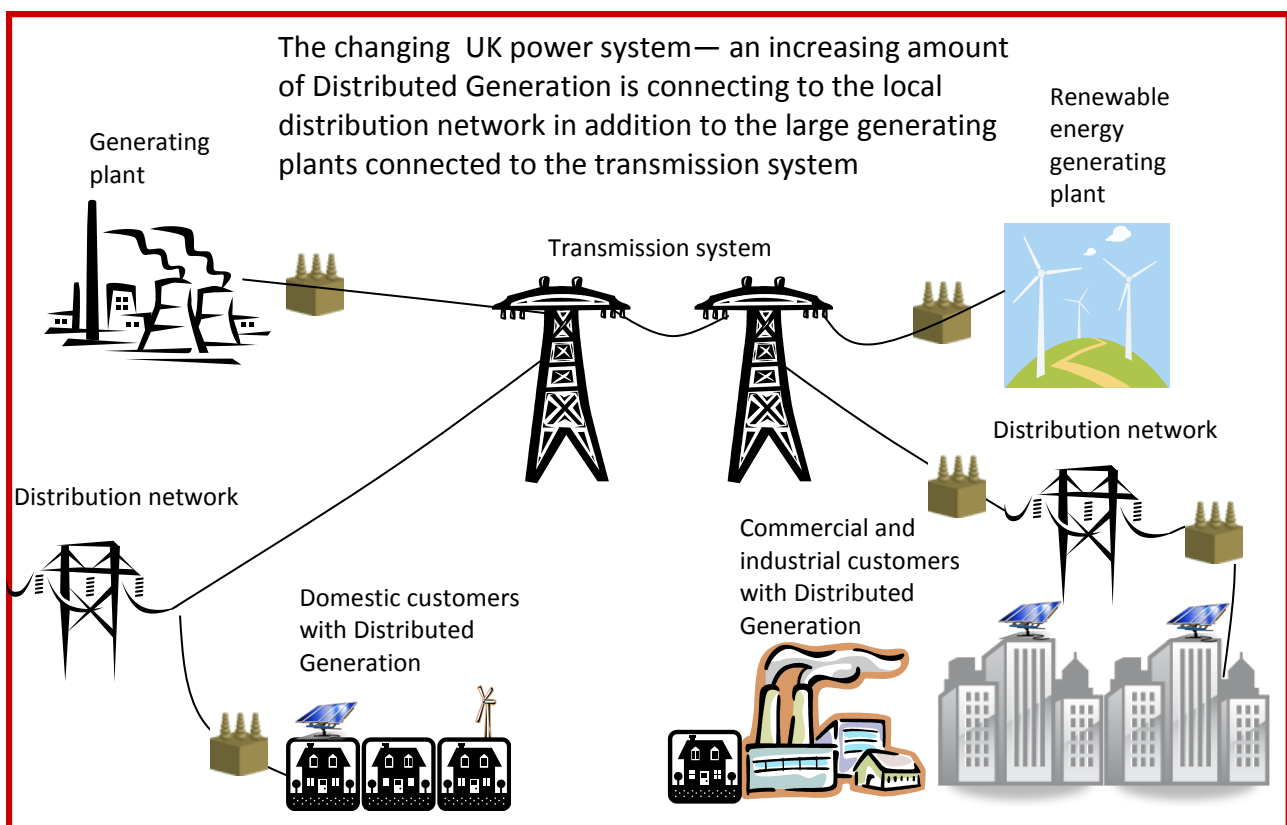 The changing UK power system— an increasing amount
of Distributed Generation is connecting to the local
distribution network in addition to the large generating
plants connected to the transmission system
Generating
plant
Renewable
energy
generating
plant
Transmission system
Distribution network
Distribution network
Domestic customers
with Distributed
Generation
Commercial and
industrial customers
with Distributed
Generation